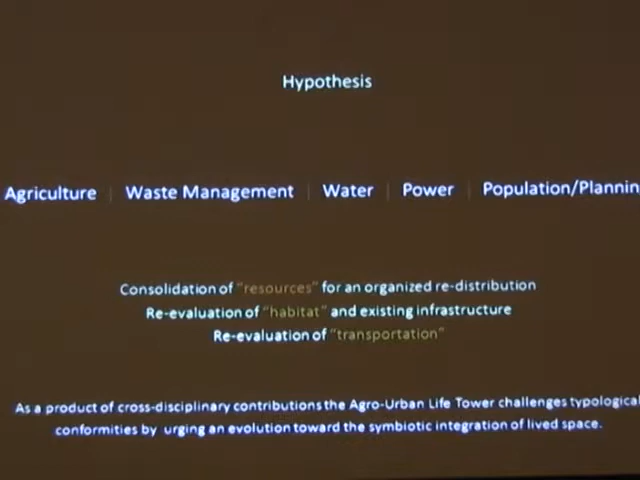 Hypothesis
Agriculture | Waste Management | Water | Power | Population/Plannin
Consolidation of "resources" for an organized re-distribution
Re-evaluation of "habitat" and existing infrastructure
Re-evaluation of "transportation"
As a product of cross-disciplinary contributions the Agro-Urban Life Tower challenges typological
conformities by urging an evolution toward the symbiotic integration of lived space.